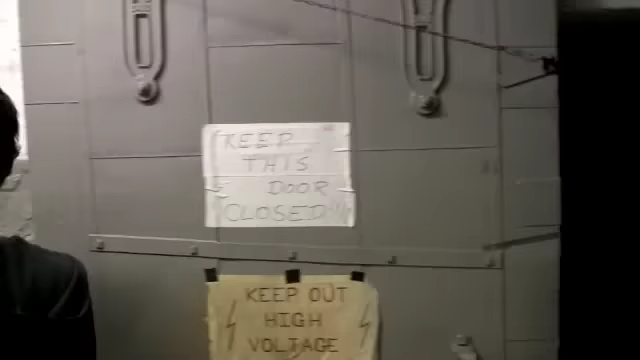 KEEP
THIS
DOOR
CLOSED!!!
KEEP OUT
HIGH
VOLTAGE